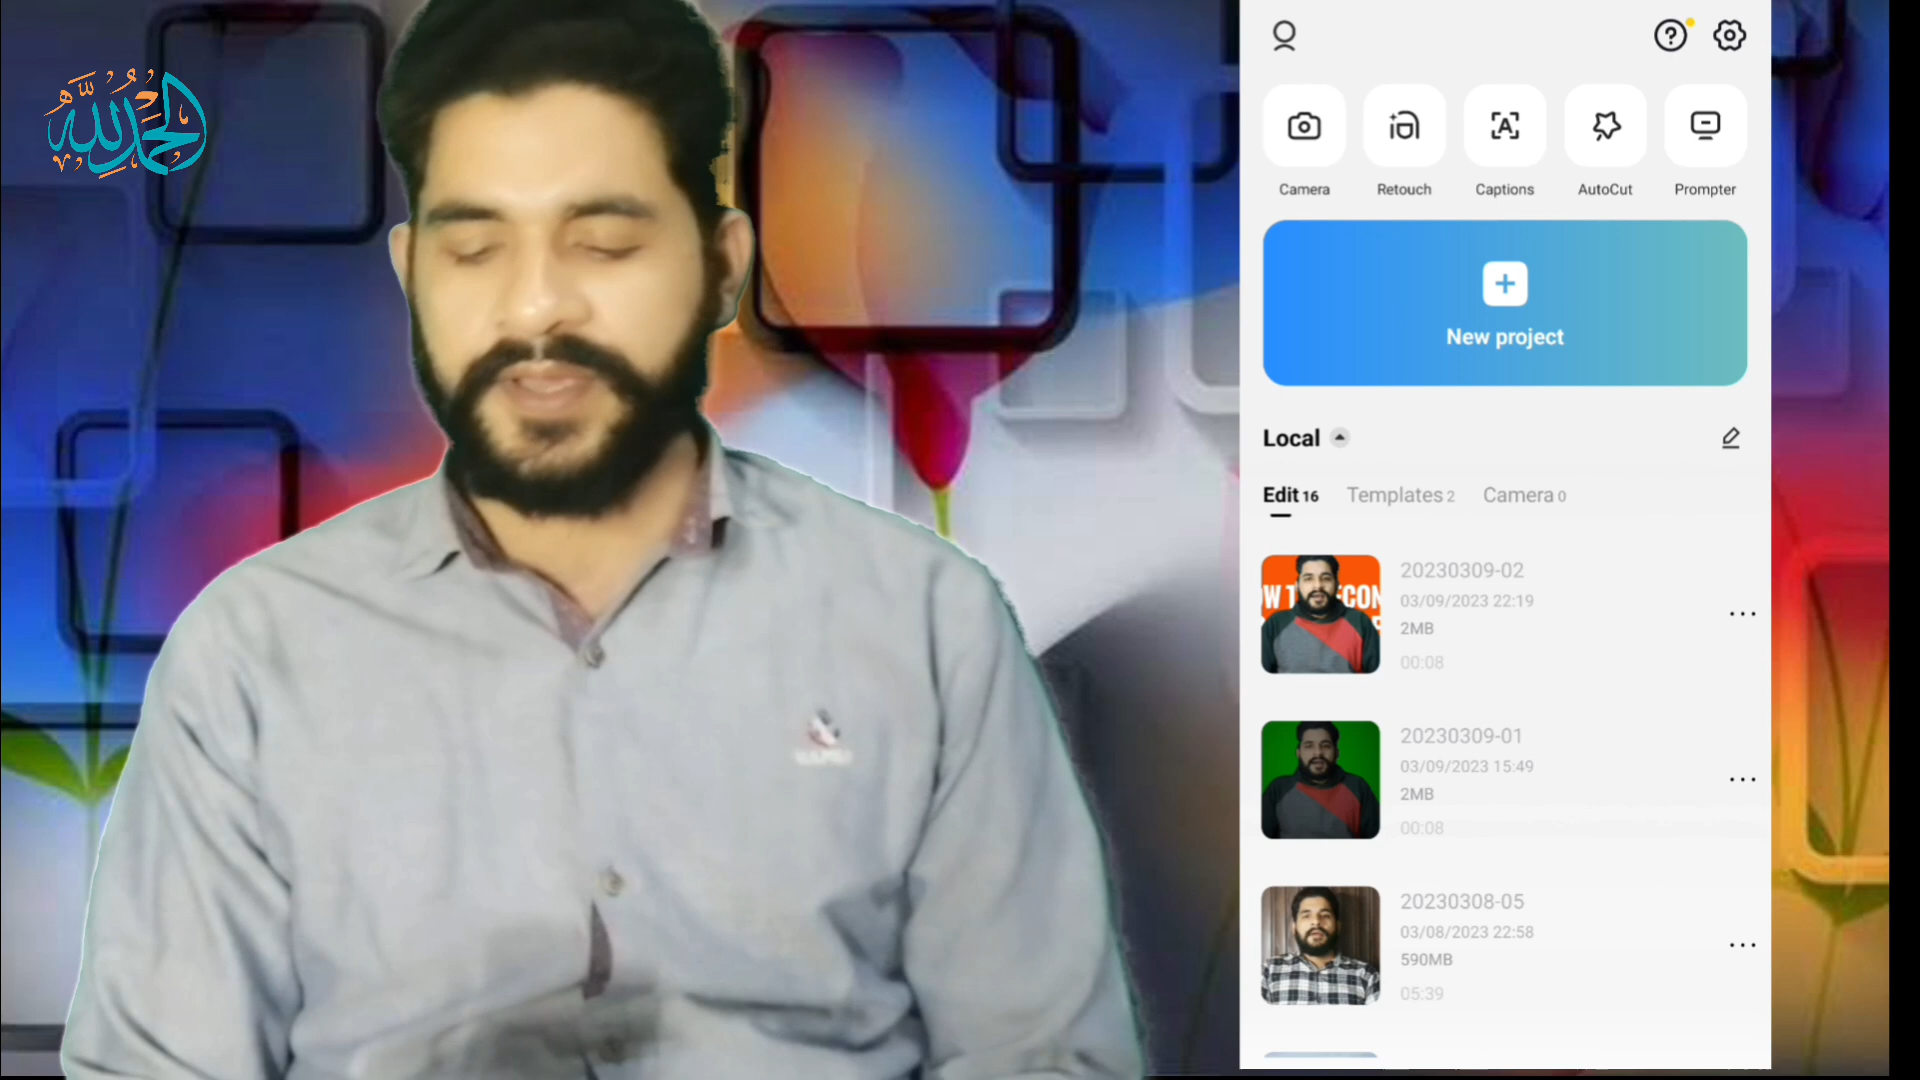 الحمد لله
Camera
Retouch
Captions
AutoCut
Prompter
New project
Local
Edit 16 Templates 2 Camera 0
20230309-02
03/09/2023 22:19
2MB
00:08
20230309-01
03/09/2023 15:49
2MB
00:08
20230308-05
03/08/2023 22:58
590MB
05:39